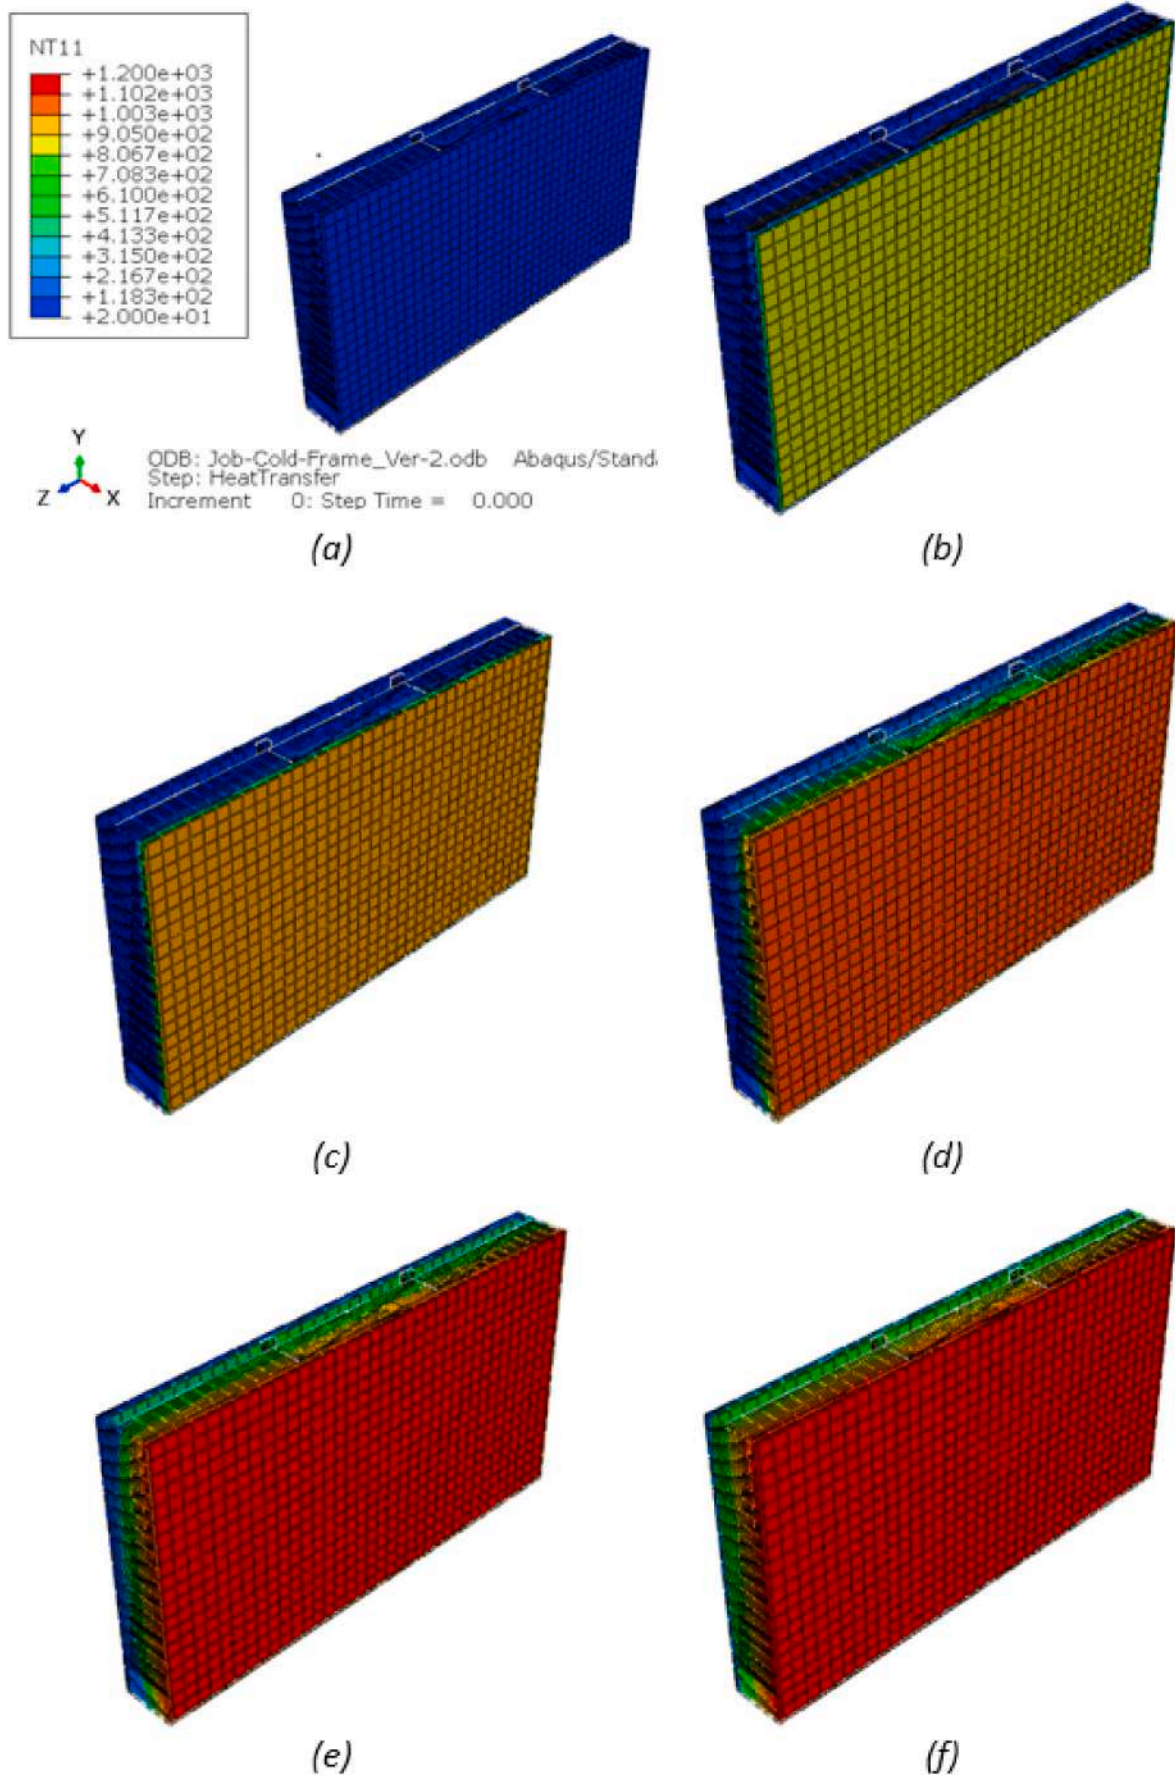 NT11
+1.200e+03
+1.102e+03
+1.003e+03
+9.050e+02
+8.067e+02
+7.083e+02
+6.100e+02
+5.117e+02
+4.133e+02
+3.150e+02
+2.167e+02
+1.183e+02
+2.000e+01
Y
Z X
ODB: Job-Cold-Frame_Ver-2.odb Abaqus/Stand
Step: HeatTransfer
Increment 0: Step Time = 0.000
(a)
(b)
(c)
(d)
(e)
(f)